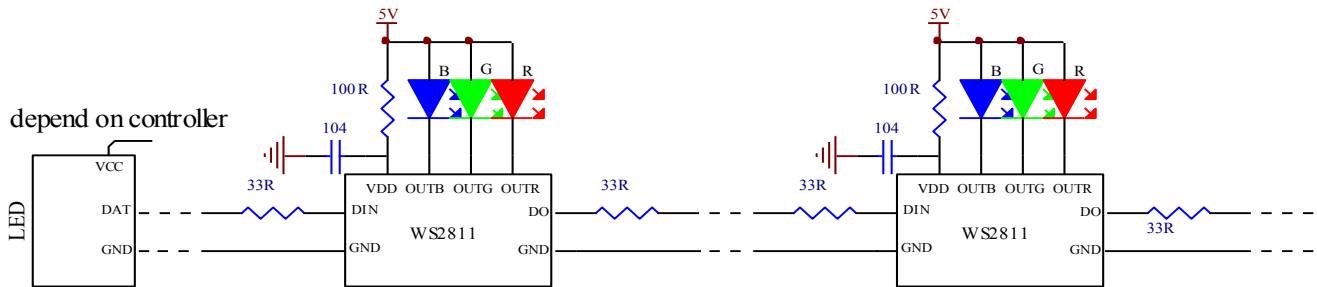 5V
5V
B
G
R
B
G
R
100R
100R
depend on controller
104
104
VCC
VDD
OUTB
OUTG
OUTR
VDD
OUTB
OUTG
OUTR
33R
33R
33R
LED
DAT
DIN
DO
DIN
DO
WS2811
WS2811
33R
GND
GND
GND
GND
GND